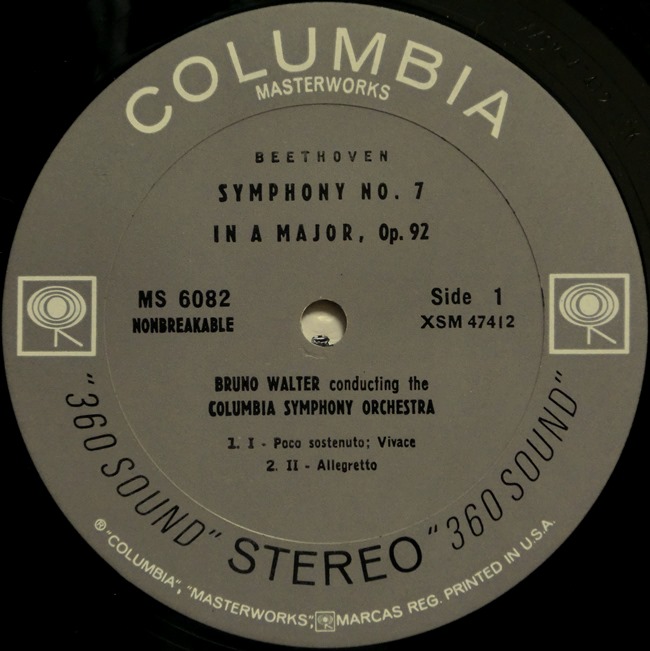 COLUMBIA
MASTERWORKS
BEETHOVEN
SYMPHONY NO. 7
IN A MAJOR, Op. 92
MS 6082
NONBREAKABLE
Side 1
XSM 47412
BRUNO WALTER conducting the
COLUMBIA SYMPHONY ORCHESTRA
1. I - Poco sostenuto; Vivace
2. II - Allegretto
"360 SOUND" STEREO "360 SOUND"
® "COLUMBIA", "MASTERWORKS", MARCAS REG. PRINTED IN U.S.A.